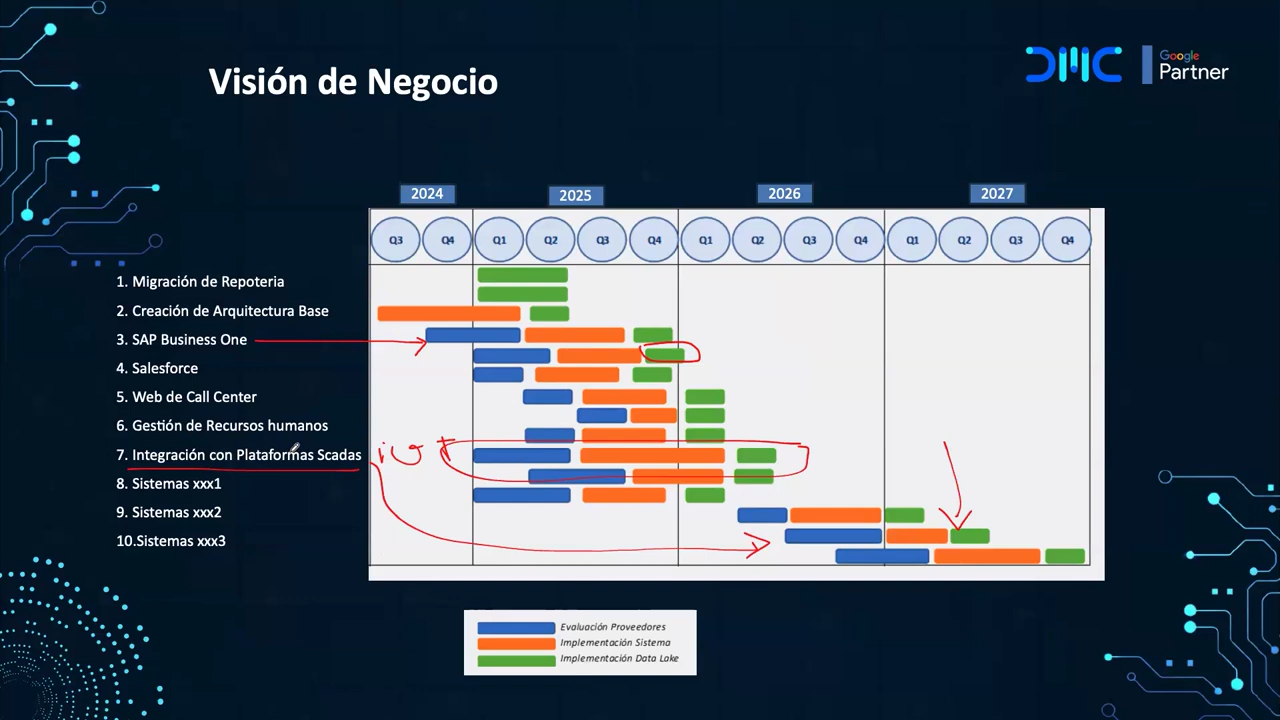 Visión de Negocio
DMC
Google
Partner
2024 2025 2026 2027
Q3 Q4 Q1 Q2 Q3 Q4 Q1 Q2 Q3 Q4 Q1 Q2 Q3 Q4
1. Migración de Repoteria
2. Creación de Arquitectura Base
3. SAP Business One
4. Salesforce
5. Web de Call Center
6. Gestión de Recursos humanos
7. Integración con Plataformas Scadas
8. Sistemas xxx1
9. Sistemas xxx2
10.Sistemas xxx3
Evaluación Proveedores
Implementación Sistema
Implementación Data Lake